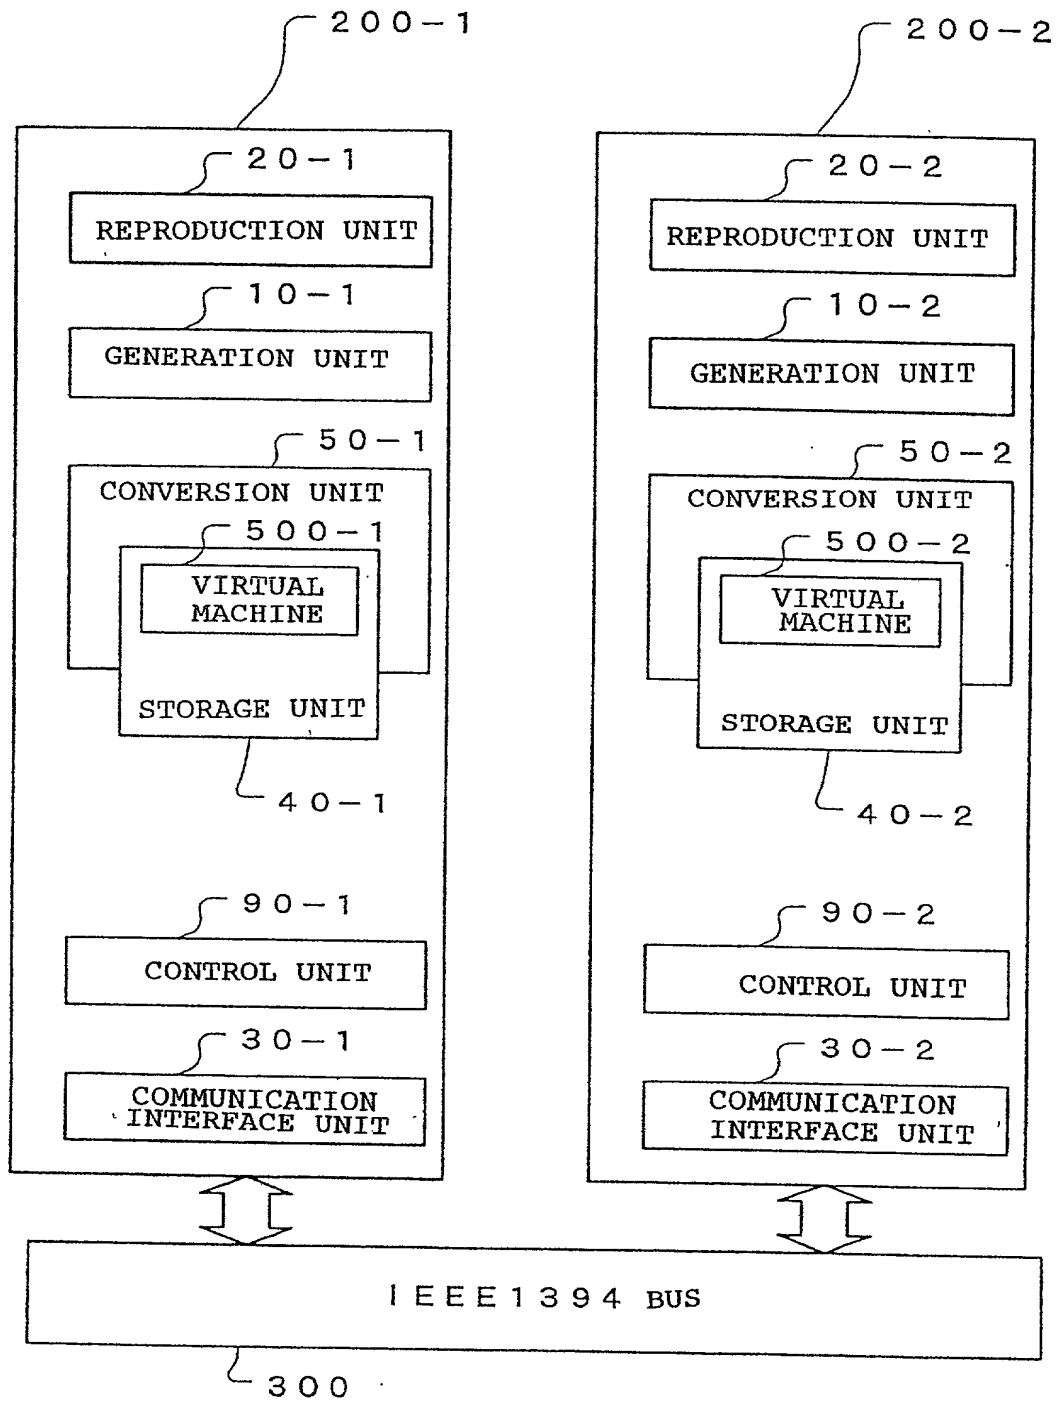 200-1
20-1
REPRODUCTION UNIT
10-1
GENERATION UNIT
50-1
CONVERSION UNIT
500-1
VIRTUAL
MACHINE
STORAGE UNIT
40-1
90-1
CONTROL UNIT
30-1
COMMUNICATION
INTERFACE UNIT
200-2
20-2
REPRODUCTION UNIT
10-2
GENERATION UNIT
50-2
CONVERSION UNIT
500-2
VIRTUAL
MACHINE
STORAGE UNIT
40-2
90-2
CONTROL UNIT
30-2
COMMUNICATION
INTERFACE UNIT
IEEE1394 BUS
300